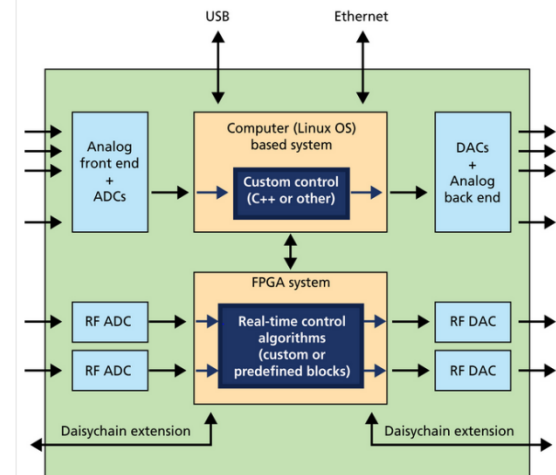 USB
Ethernet
Analog
front end
+
ADCs
Computer (Linux OS)
based system
Custom control
(C++ or other)
DACs
+
Analog
back end
FPGA system
RF ADC
RF ADC
Real-time control
algorithms
(custom or
predefined blocks)
RF DAC
RF DAC
Daisychain extension
Daisychain extension